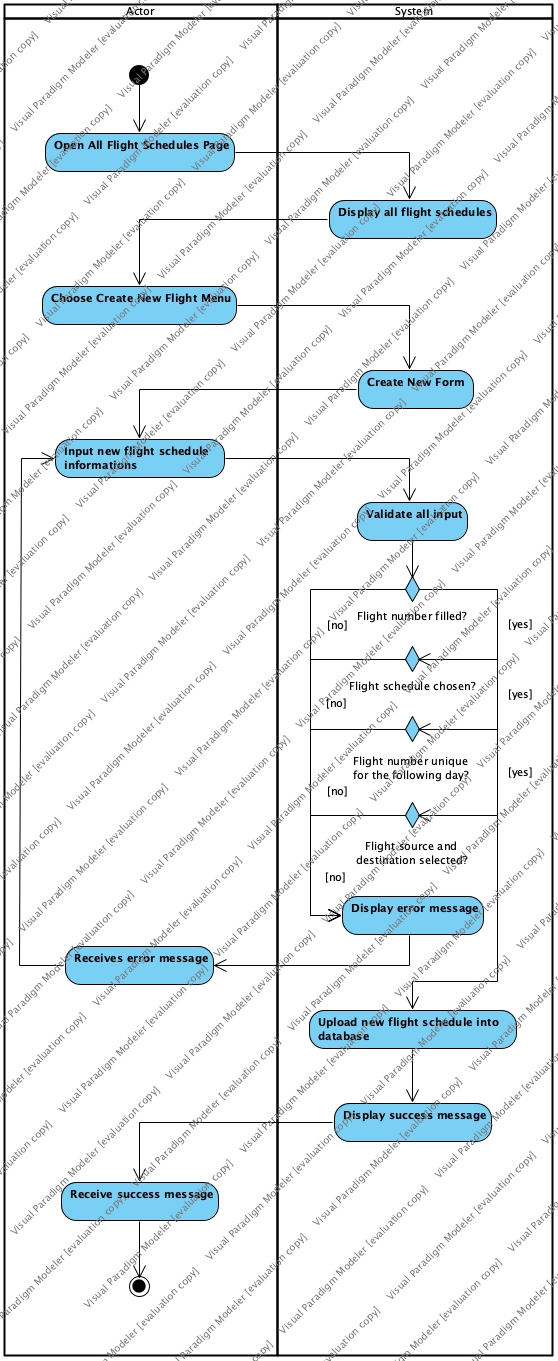 Actor
System
Open All Flight Schedules Page
Display all flight schedules
Choose Create New Flight Menu
Create New Form
Input new flight schedule
informations
Validate all input
Flight number filled?
[no]
[yes]
Flight schedule chosen?
[no]
[yes]
Flight number unique
for the following day?
[no]
[yes]
Flight source and
destination selected?
[no]
Display error message
Receives error message
Upload new flight schedule into
database
Display success message
Receive success message
Visual Paradigm Modeler [evaluation copy]